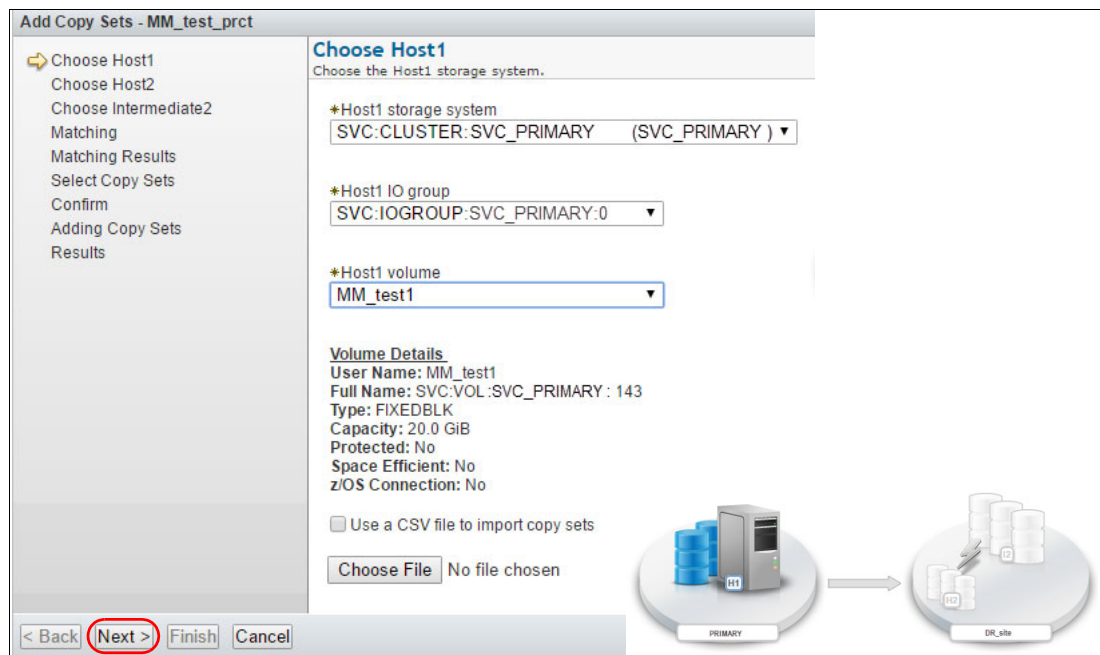 Add Copy Sets - MM_test_prct
Choose Host1
Choose Host2
Choose Intermediate2
Matching
Matching Results
Select Copy Sets
Confirm
Adding Copy Sets
Results
Choose Host1
Choose the Host1 storage system.
*Host1 storage system
SVC:CLUSTER:SVC_PRIMARY (SVC_PRIMARY )
*Host1 IO group
SVC:IOGROUP:SVC_PRIMARY:0
*Host1 volume
MM_test1
Volume Details
User Name: MM_test1
Full Name: SVC:VOL:SVC_PRIMARY : 143
Type: FIXEDBLK
Capacity: 20.0 GiB
Protected: No
Space Efficient: No
z/OS Connection: No
Use a CSV file to import copy sets
Choose File No file chosen
H1
PRIMARY
I2
H2
DR_site
< Back Next > Finish Cancel